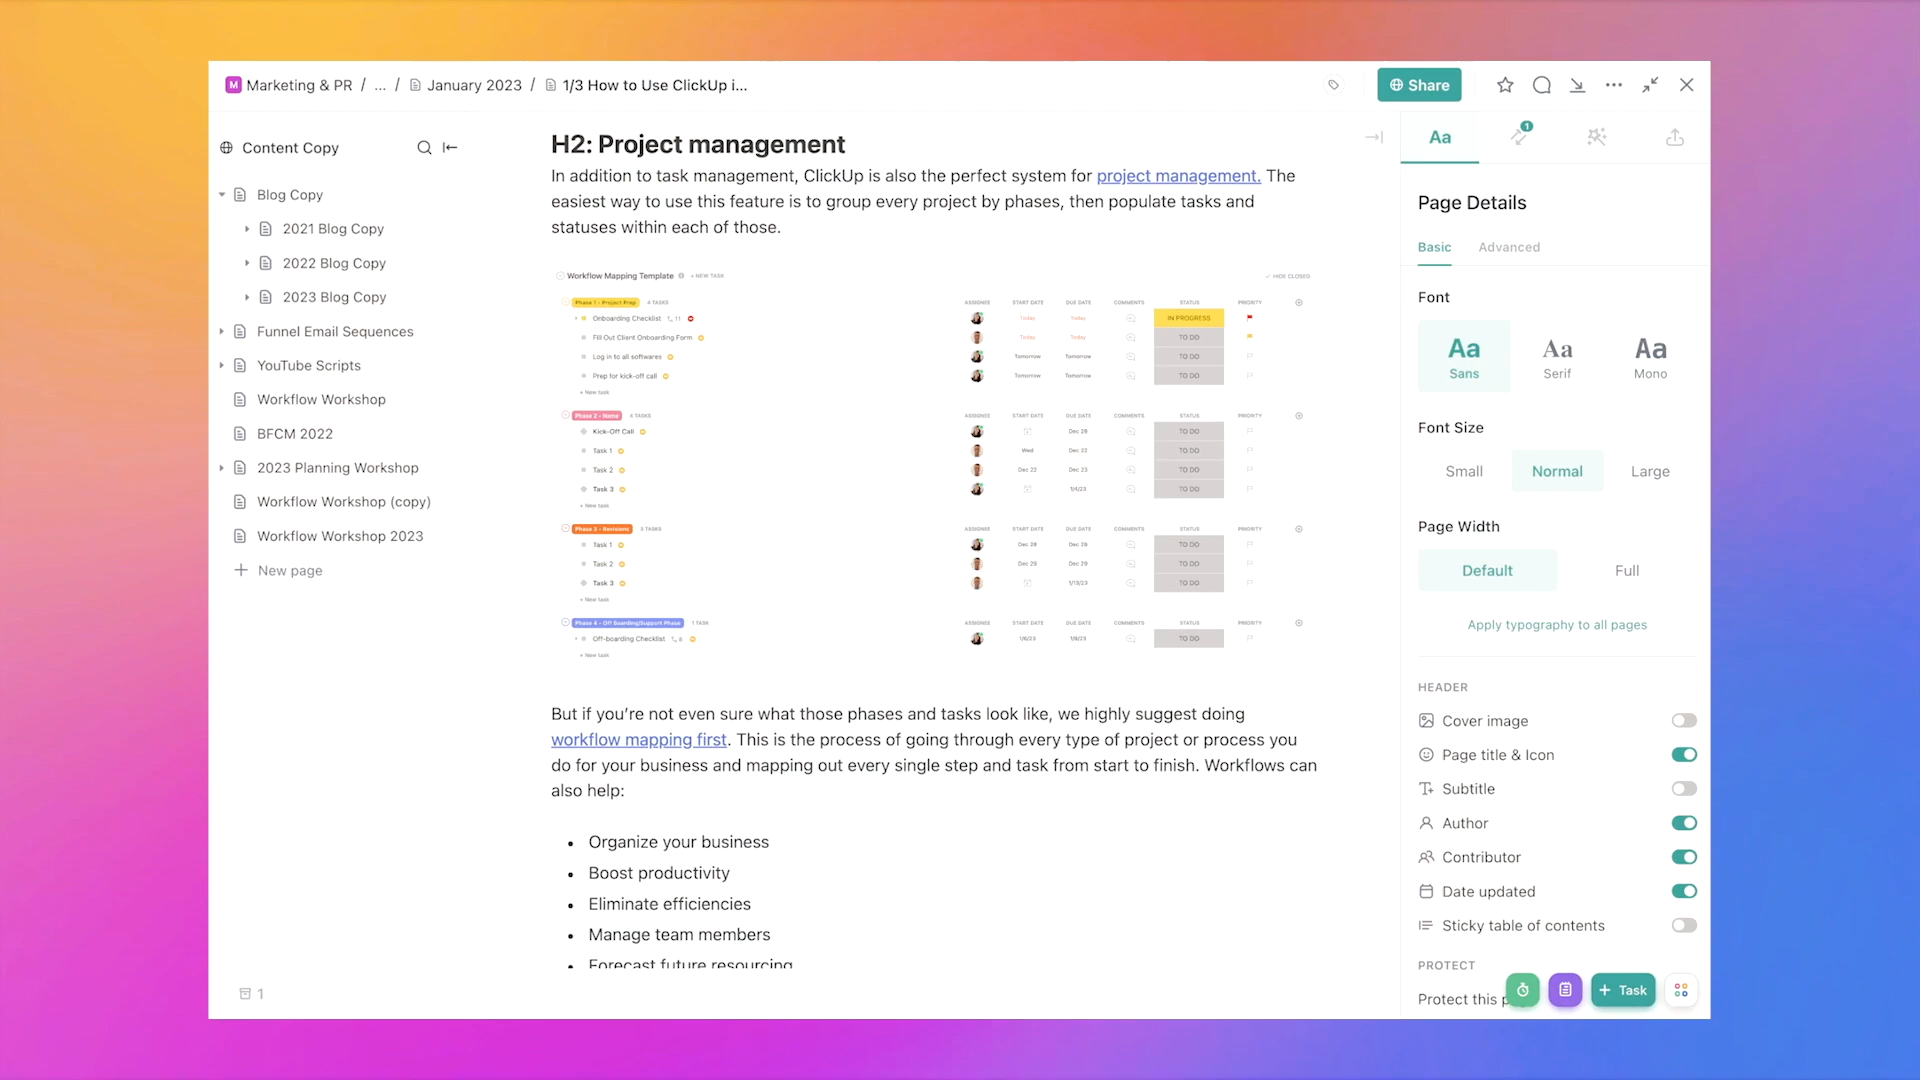 M Marketing & PR / ... / January 2023 / 1/3 How to Use ClickUp i...
Share
Content Copy
Blog Copy
2021 Blog Copy
2022 Blog Copy
2023 Blog Copy
Funnel Email Sequences
YouTube Scripts
Workflow Workshop
BFCM 2022
2023 Planning Workshop
Workflow Workshop (copy)
Workflow Workshop 2023
New page
1
H2: Project management
In addition to task management, ClickUp is also the perfect system for project management. The
easiest way to use this feature is to group every project by phases, then populate tasks and
statuses within each of those.
Workflow Mapping Template + NEW TASK HIDE CLOSED
Phase 1 - Project Prep 4 TASKS ASSIGNEE START DATE DUE DATE COMMENTS STATUS PRIORITY
Onboarding Checklist 11 Today Today IN PROGRESS
Fill Out Client Onboarding Form Today Today TO DO
Log in to all softwares Tomorrow Tomorrow TO DO
Prep for kick-off call Tomorrow Tomorrow TO DO
+ New task
Phase 2 - Name 4 TASKS ASSIGNEE START DATE DUE DATE COMMENTS STATUS PRIORITY
Kick-Off Call Dec 20 TO DO
Task 1 Wed Dec 22 TO DO
Task 2 Dec 22 Dec 23 TO DO
Task 3 1/4/23 TO DO
+ New task
Phase 3 - Revisions 3 TASKS ASSIGNEE START DATE DUE DATE COMMENTS STATUS PRIORITY
Task 1 Dec 28 Dec 29 TO DO
Task 2 Dec 29 Dec 29 TO DO
Task 3 1/13/23 TO DO
+ New task
Phase 4 - Off Boarding/Support Phase 1 TASK ASSIGNEE START DATE DUE DATE COMMENTS STATUS PRIORITY
Off-boarding Checklist 8 1/6/23 1/9/23 TO DO
+ New task
But if you're not even sure what those phases and tasks look like, we highly suggest doing
workflow mapping first. This is the process of going through every type of project or process you
do for your business and mapping out every single step and task from start to finish. Workflows can
also help:
• Organize your business
• Boost productivity
• Eliminate efficiencies
• Manage team members
• Forecast future resourcing
Aa
1
Page Details
Basic Advanced
Font
Aa Aa Aa
Sans Serif Mono
Font Size
Small Normal Large
Page Width
Default Full
Apply typography to all pages
HEADER
Cover image
Page title & Icon
Subtitle
Author
Contributor
Date updated
Sticky table of contents
PROTECT
Protect this p
+ Task